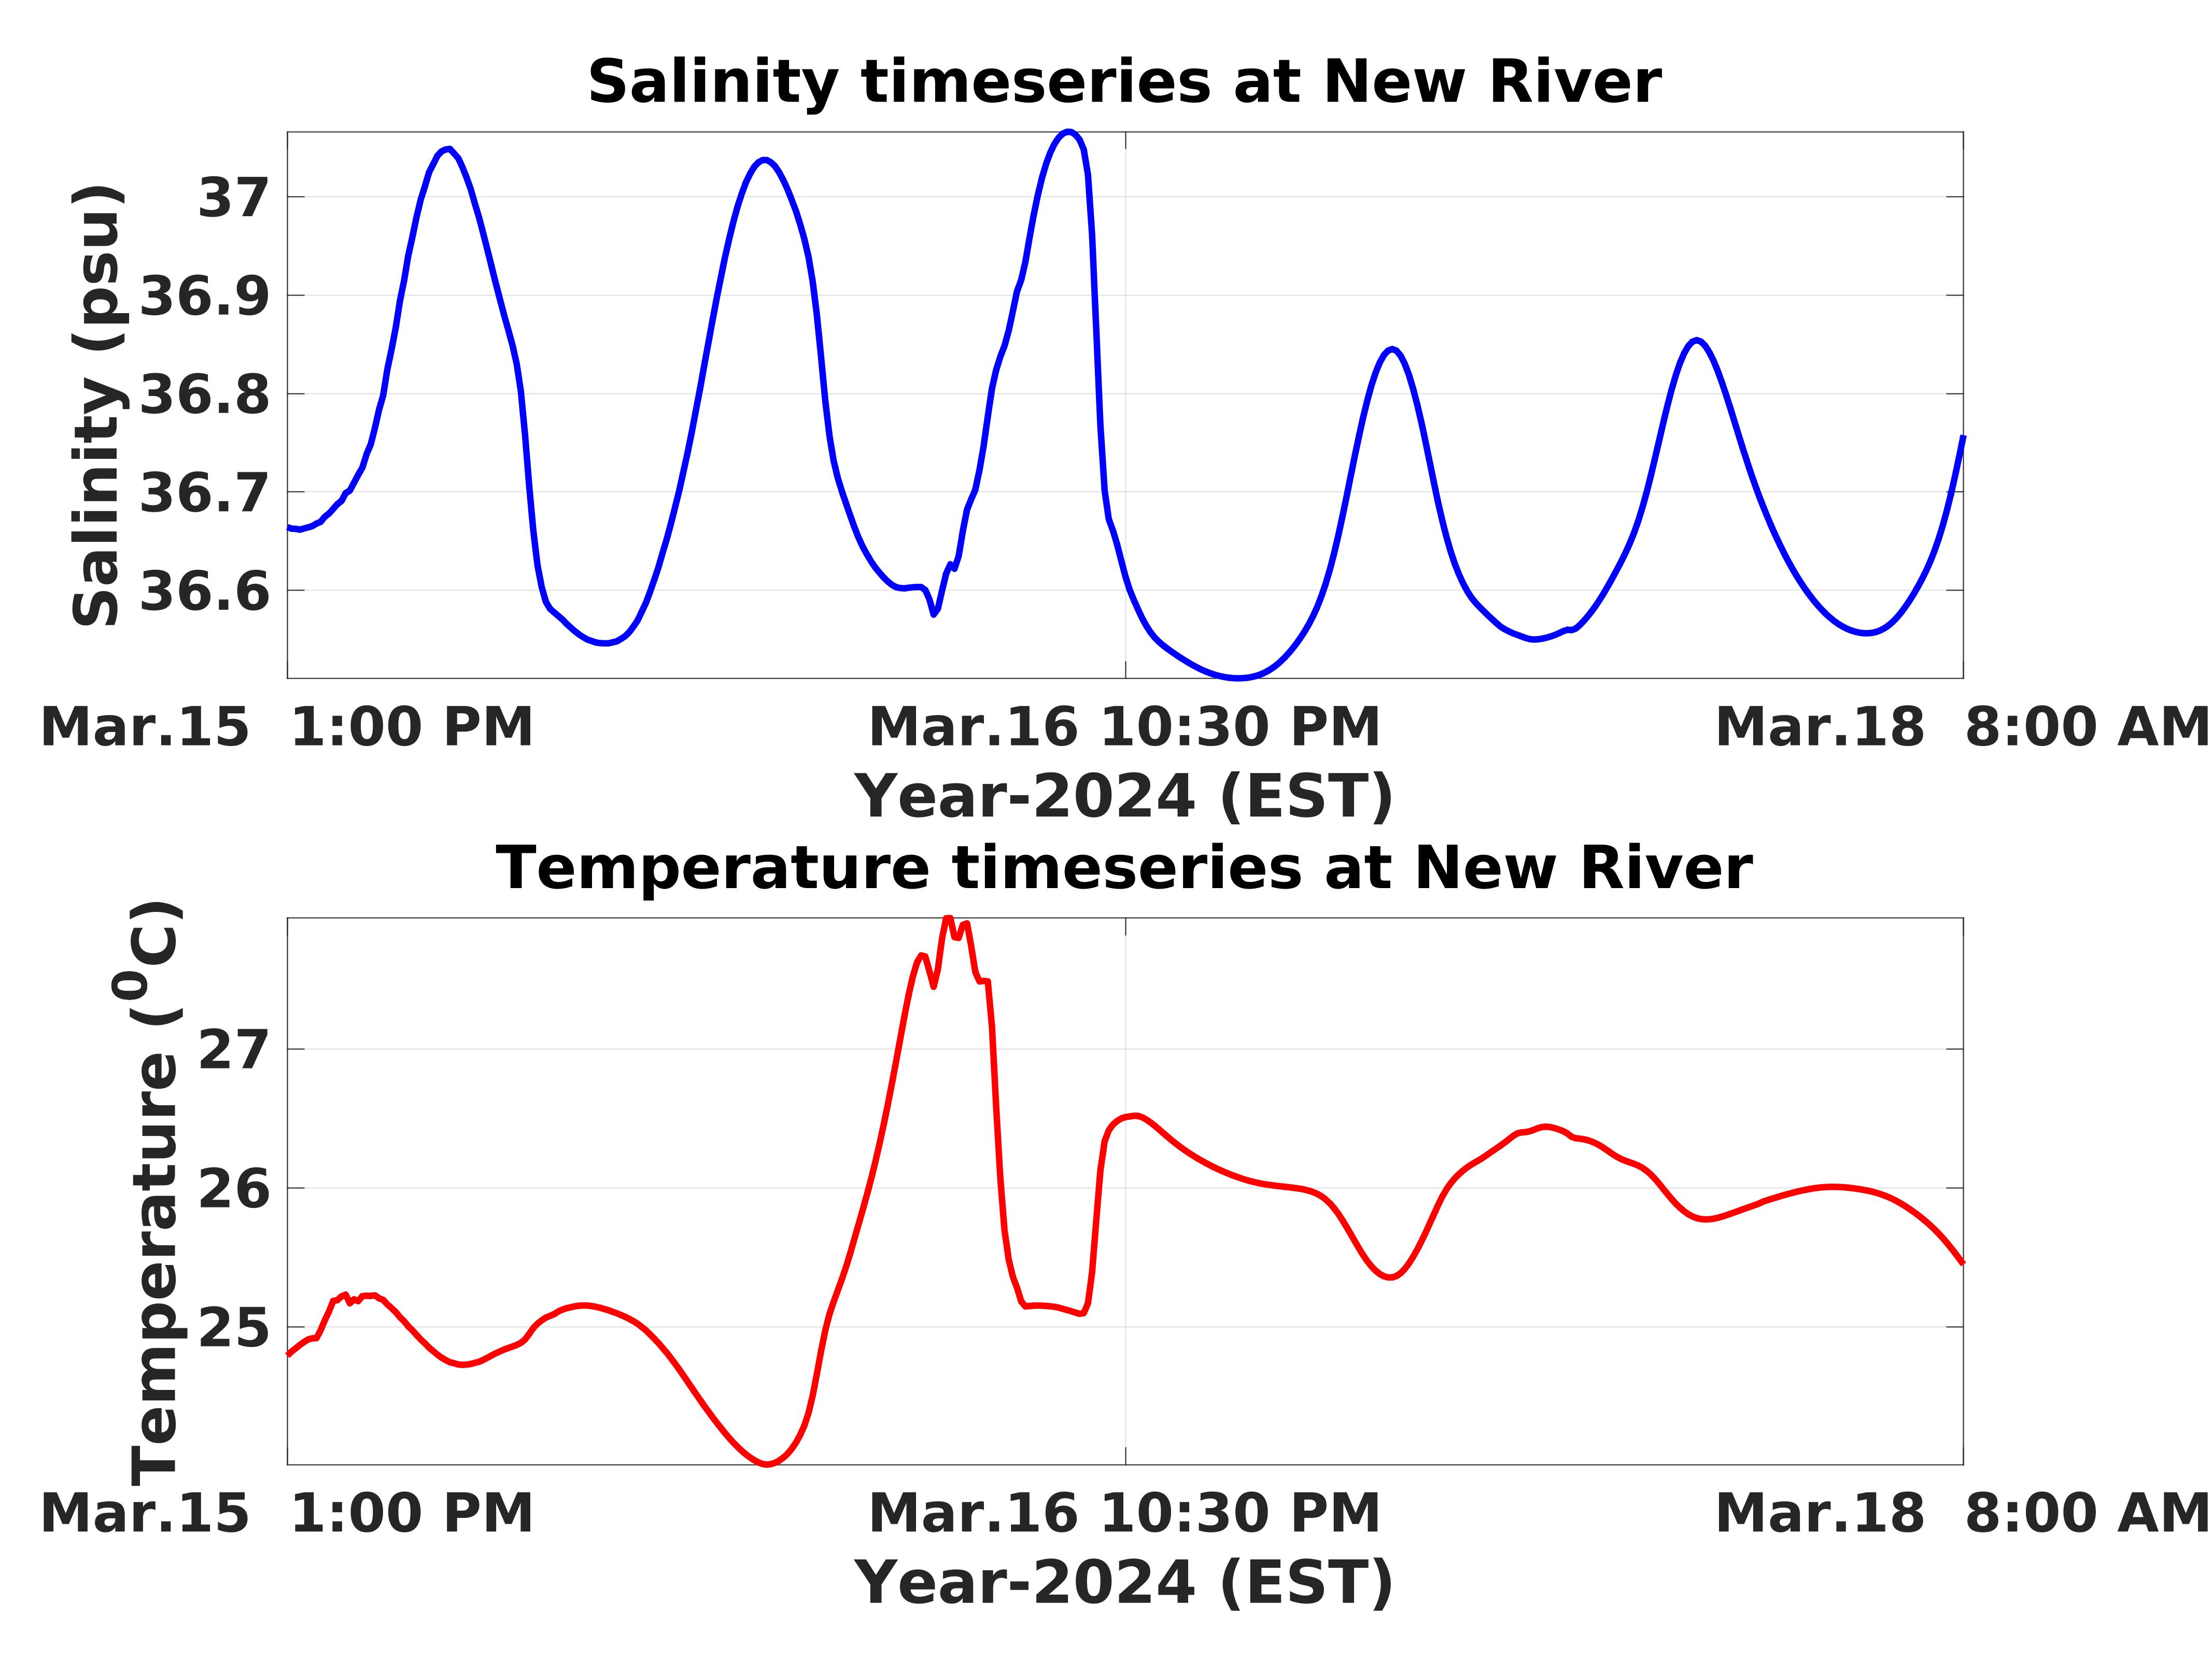 Salinity timeseries at New River
Salinity (psu)
37
36.9
36.8
36.7
36.6
Mar.15  1:00 PM
Mar.16 10:30 PM
Mar.18  8:00 AM
Year-2024 (EST)
Temperature timeseries at New River
Temperature (⁰C)
27
26
25
Mar.15  1:00 PM
Mar.16 10:30 PM
Mar.18  8:00 AM
Year-2024 (EST)